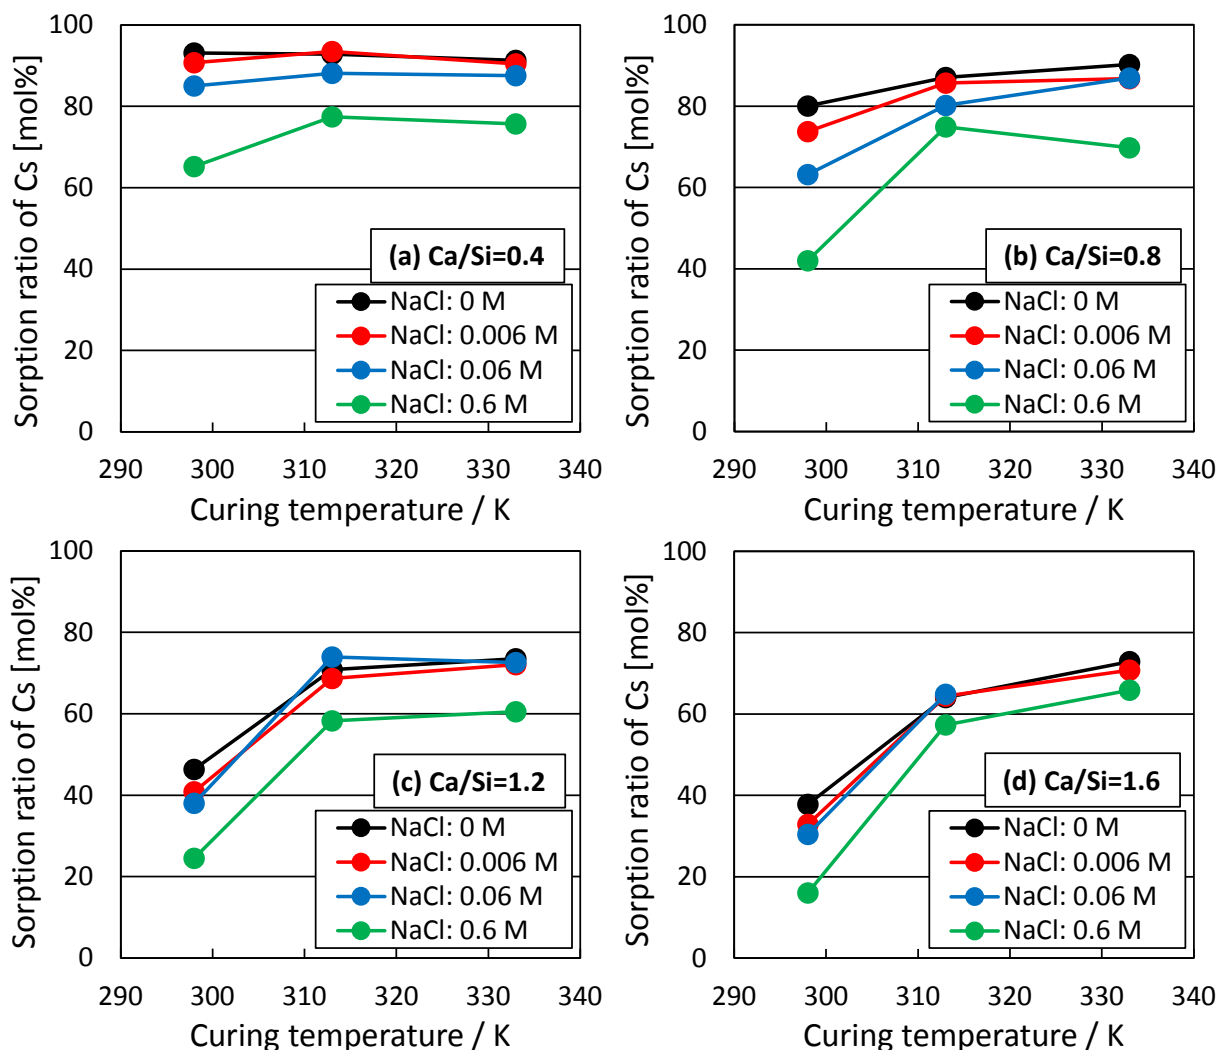 Sorption ratio of Cs [mol%]
100
80
60
40
20
0
(a) Ca/Si=0.4
NaCl: 0 M
NaCl: 0.006 M
NaCl: 0.06 M
NaCl: 0.6 M
290 300 310 320 330 340
Curing temperature / K
Sorption ratio of Cs [mol%]
100
80
60
40
20
0
(b) Ca/Si=0.8
NaCl: 0 M
NaCl: 0.006 M
NaCl: 0.06 M
NaCl: 0.6 M
290 300 310 320 330 340
Curing temperature / K
Sorption ratio of Cs [mol%]
100
80
60
40
20
0
(c) Ca/Si=1.2
NaCl: 0 M
NaCl: 0.006 M
NaCl: 0.06 M
NaCl: 0.6 M
290 300 310 320 330 340
Curing temperature / K
Sorption ratio of Cs [mol%]
100
80
60
40
20
0
(d) Ca/Si=1.6
NaCl: 0 M
NaCl: 0.006 M
NaCl: 0.06 M
NaCl: 0.6 M
290 300 310 320 330 340
Curing temperature / K